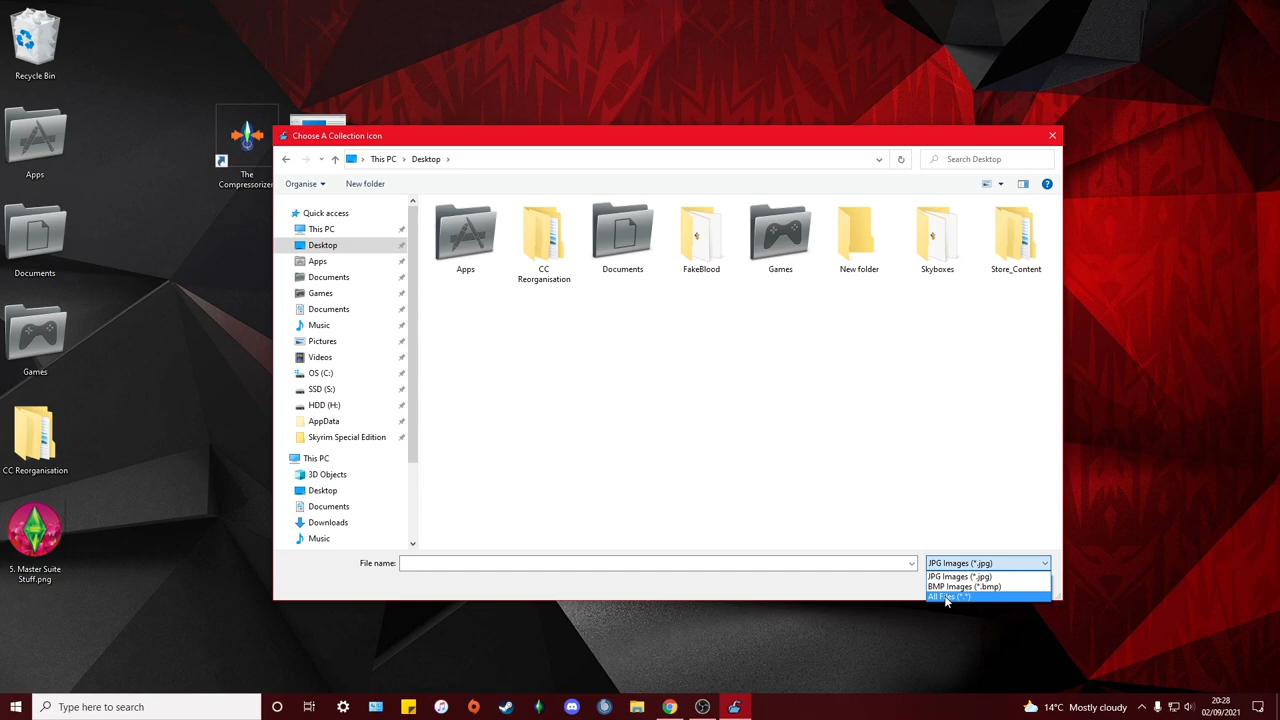 Recycle Bin
Apps
Documents
Games
CC Reorganisation
5. Master Suite
Stuff.png
The
Compressorizer
Choose A Collection Icon
This PC
Desktop
Search Desktop
Organise
New folder
Quick access
This PC
Desktop
Apps
Documents
Games
Documents
Music
Pictures
Videos
OS (C:)
SSD (S:)
HDD (H:)
AppData
Skyrim Special Edition
This PC
3D Objects
Desktop
Documents
Downloads
Music
Apps
CC
Reorganisation
Documents
FakeBlood
Games
New folder
Skyboxes
Store_Content
File name:
JPG Images (*.jpg)
JPG Images (*.jpg)
BMP Images (*.bmp)
All Files (*.*)
Type here to search
14°C Mostly cloudy
20:28
02/09/2021